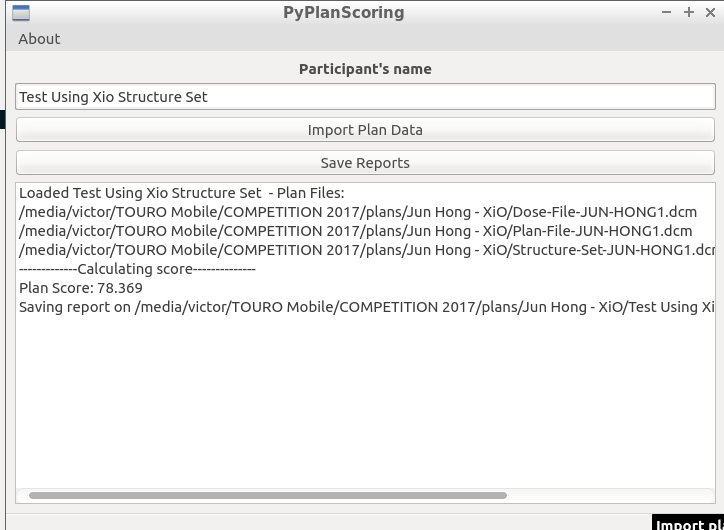 PyPlanScoring
About
Participant's name
Test Using Xio Structure Set
Import Plan Data
Save Reports
Loaded Test Using Xio Structure Set - Plan Files:
/media/victor/TOURO Mobile/COMPETITION 2017/plans/Jun Hong - XiO/Dose-File-JUN-HONG1.dcm
/media/victor/TOURO Mobile/COMPETITION 2017/plans/Jun Hong - XiO/Plan-File-JUN-HONG1.dcm
/media/victor/TOURO Mobile/COMPETITION 2017/plans/Jun Hong - XiO/Structure-Set-JUN-HONG1.dcr
-------------Calculating score--------------
Plan Score: 78.369
Saving report on /media/victor/TOURO Mobile/COMPETITION 2017/plans/Jun Hong - XiO/Test Using Xi
Import pl